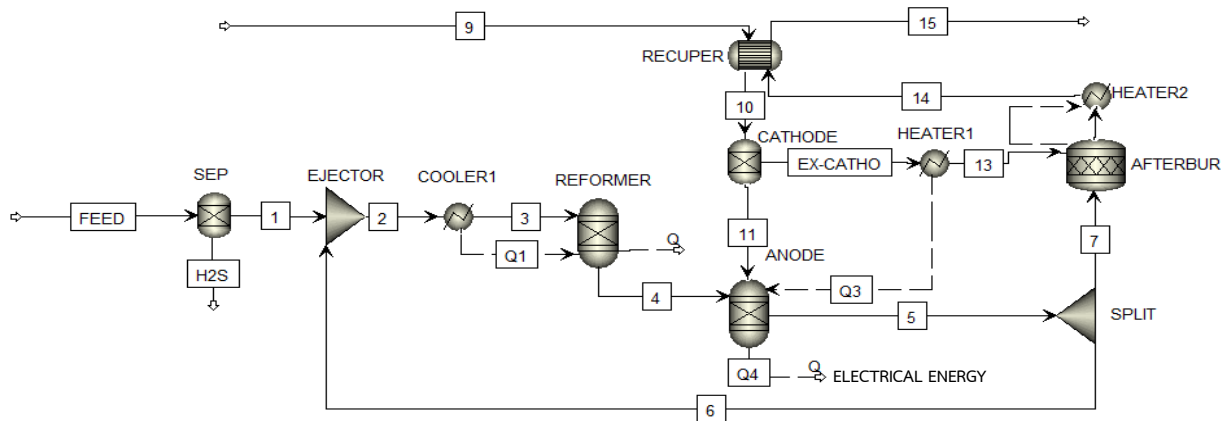 9
15
RECUPER
14
HEATER2
10
CATHODE
HEATER1
EX-CATHO
13
AFTERBUR
SEP
EJECTOR
COOLER1
REFORMER
FEED
1
2
3
11
7
Q1
Q
H2S
ANODE
4
Q3
5
SPLIT
Q4
Q
ELECTRICAL ENERGY
6